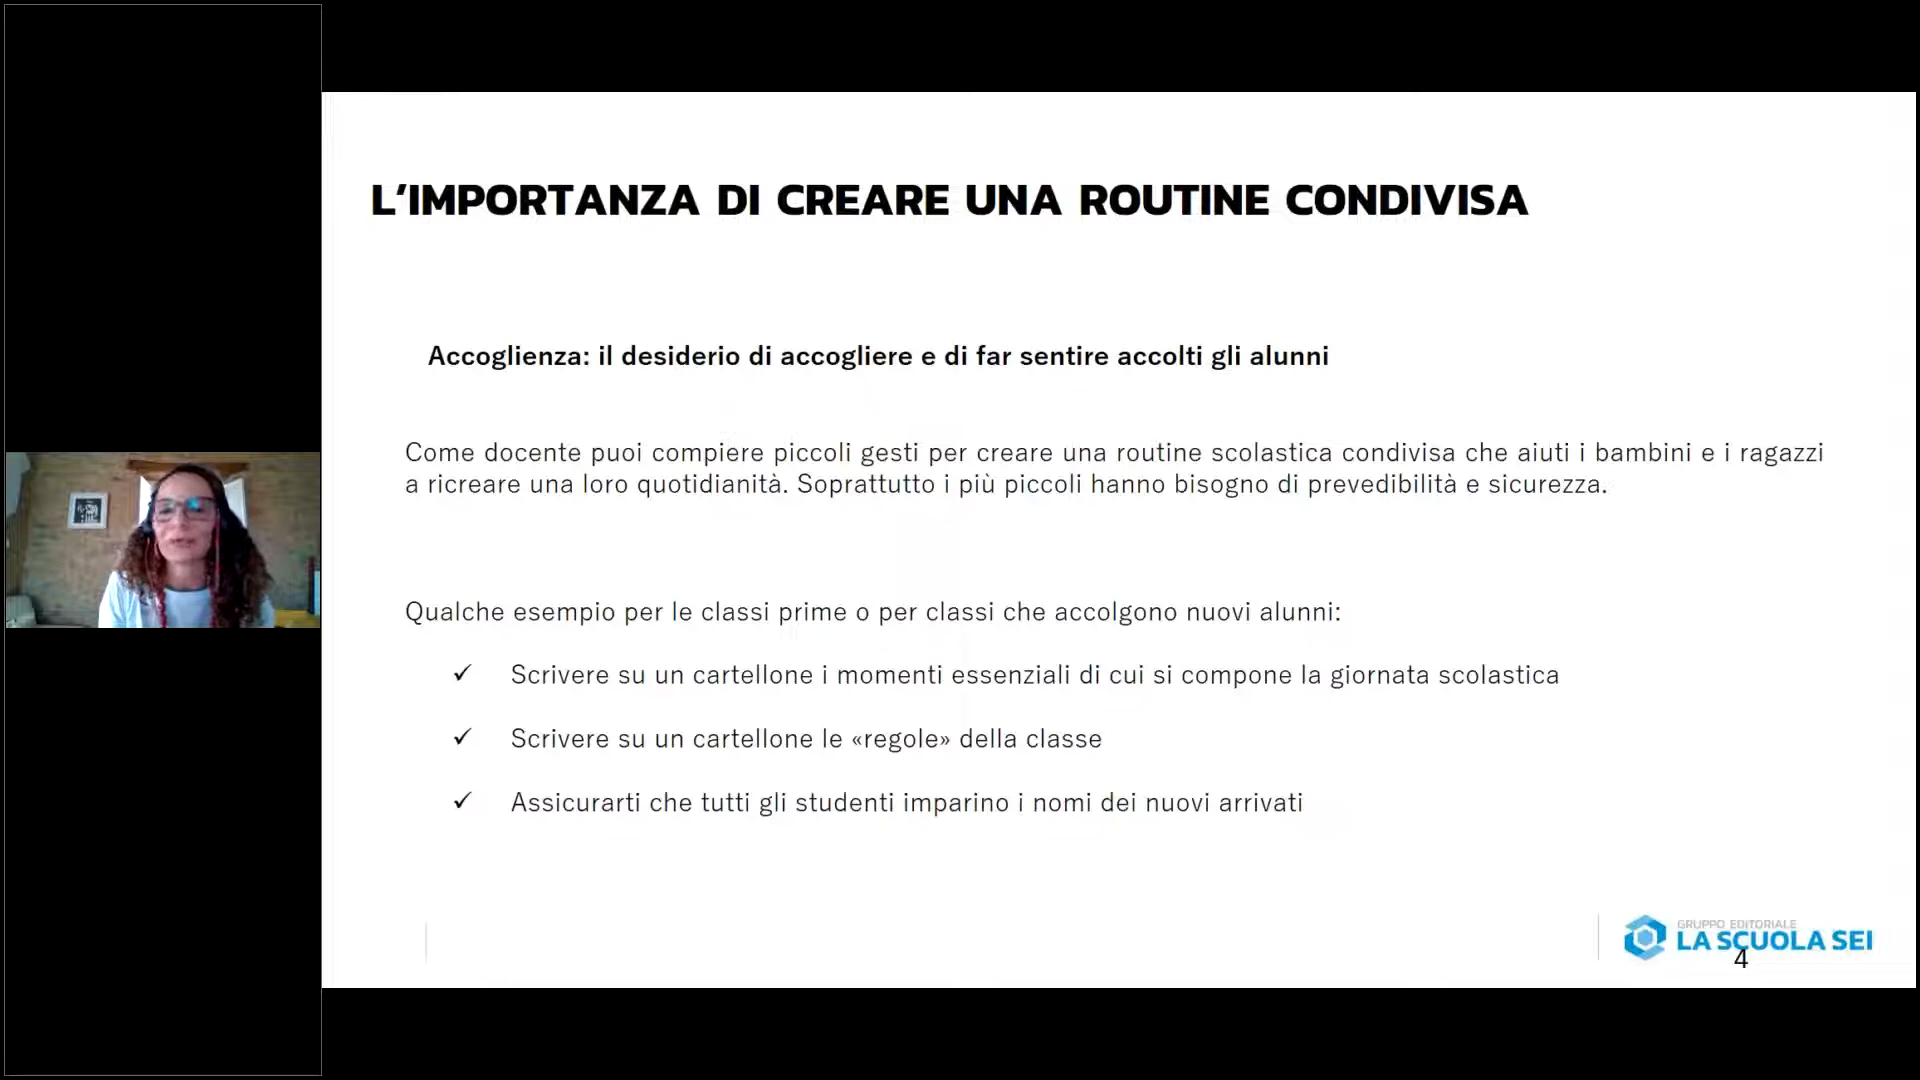 L’IMPORTANZA DI CREARE UNA ROUTINE CONDIVISA
Accoglienza: il desiderio di accogliere e di far sentire accolti gli alunni
Come docente puoi compiere piccoli gesti per creare una routine scolastica condivisa che aiuti i bambini e i ragazzi
a ricreare una loro quotidianità. Soprattutto i più piccoli hanno bisogno di prevedibilità e sicurezza.
Qualche esempio per le classi prime o per classi che accolgono nuovi alunni:
✓ Scrivere su un cartellone i momenti essenziali di cui si compone la giornata scolastica
✓ Scrivere su un cartellone le «regole» della classe
✓ Assicurarti che tutti gli studenti imparino i nomi dei nuovi arrivati
GRUPPO EDITORIALE
LA SCUOLA SEI
4